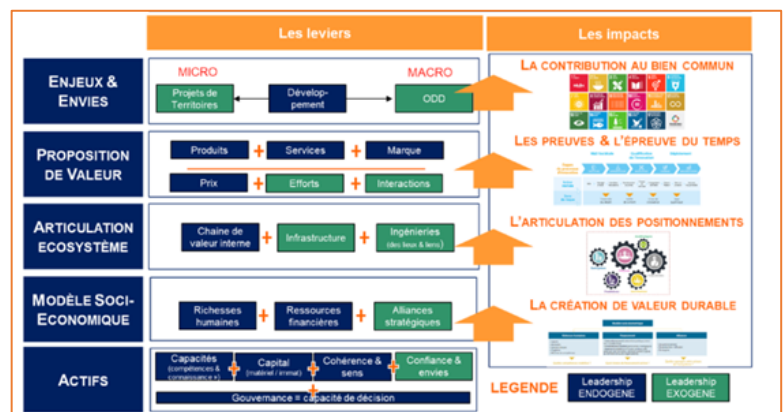 Les leviers
Les impacts
ENJEUX &
ENVIES
MICRO
MACRO
Projets de
Territoires
Dévelop-
pement
ODD
LA CONTRIBUTION AU BIEN COMMUN
PROPOSITION
DE VALEUR
Produits
+
Services
+
Marque
Prix
+
Efforts
+
Interactions
LES PREUVES & L'ÉPREUVE DU TEMPS
ARTICULATION
ECOSYSTÈME
Chaine de
valeur interne
+
Infrastructure
+
Ingénieries
(des lieux & liens)
L'ARTICULATION DES POSITIONNEMENTS
MODÈLE SOCI-
ECONOMIQUE
Richesses
humaines
+
Ressources
financières
+
Alliances
stratégiques
LA CRÉATION DE VALEUR DURABLE
ACTIFS
Capacités
(compétences &
connaissance +)
+
Capital
(matériel / immat)
+
Cohérence &
sens
+
Confiance &
envies
+
Gouvernance = capacité de décision
LEGENDE
Leadership
ENDOGENE
Leadership
EXOGENE